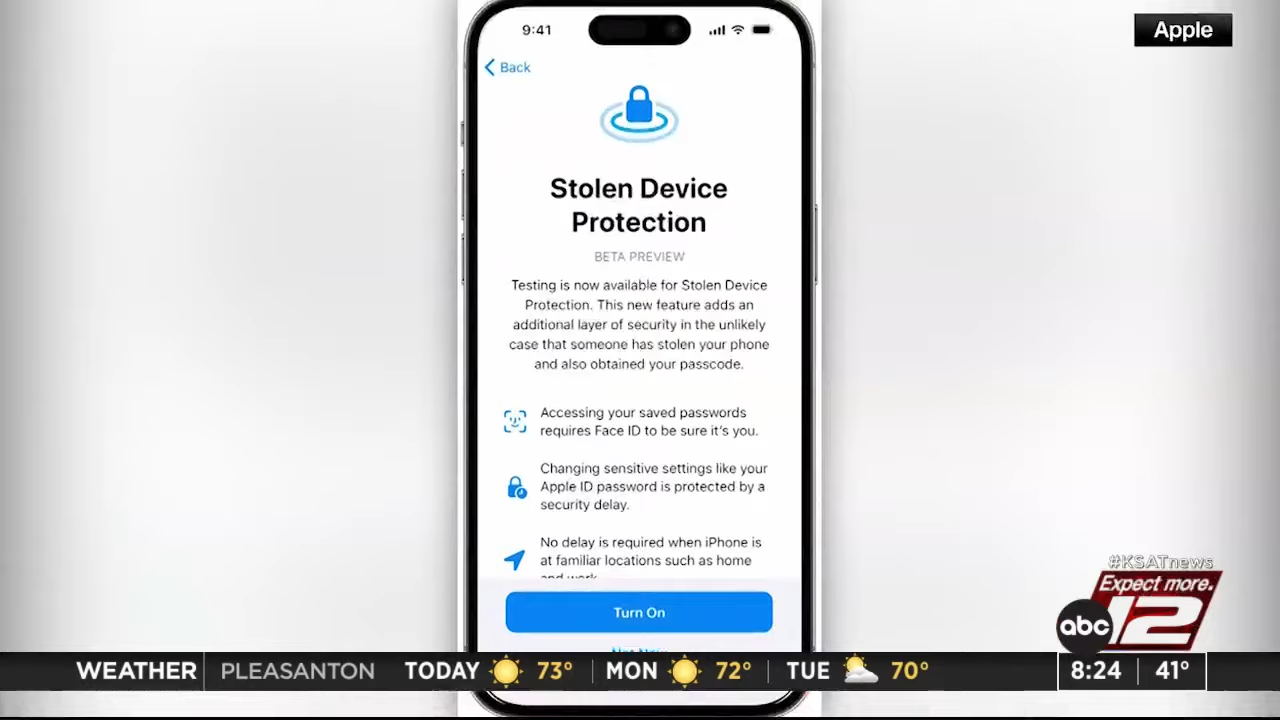 Apple
9:41
Back
Stolen Device
Protection
BETA PREVIEW
Testing is now available for Stolen Device
Protection. This new feature adds an
additional layer of security in the unlikely
case that someone has stolen your phone
and also obtained your passcode.
Accessing your saved passwords
requires Face ID to be sure it's you.
Changing sensitive settings like your
Apple ID password is protected by a
security delay.
No delay is required when iPhone is
at familiar locations such as home
and work
Turn On
Not Now
#KSATnews
Expect more.
abc 12
WEATHER PLEASANTON TODAY 73° MON 72° TUE 70° 8:24 41°